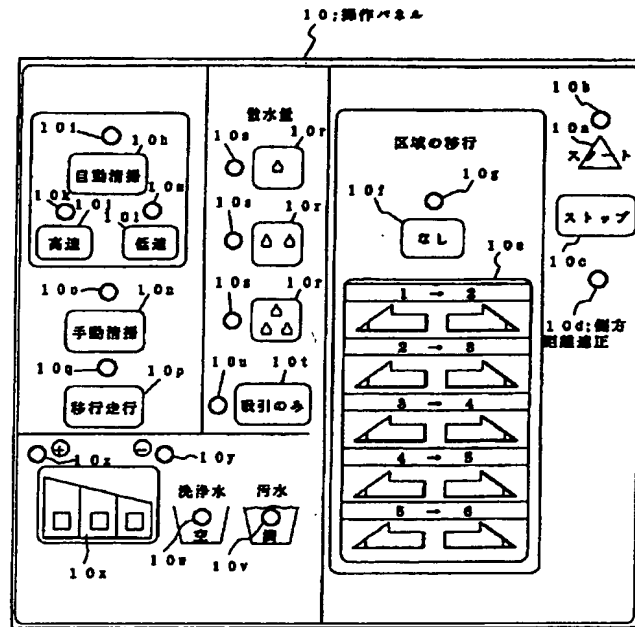 10;操作パネル
10b
10a
スタート
ストップ
10c
10d;側方
距離適正
10i
10h
自動清掃
10k
10j
10m
10l
高速
低速
10o
10n
手動清掃
10q
10p
移行走行
散水量
10s
10r
10s
10r
10s
10r
10u
10t
吸引のみ
区域の移行
10f
10g
なし
10e
1 → 2
2 → 3
3 → 4
4 → 5
5 → 6
+
10z
−
10y
10x
洗浄水
空
10w
汚水
満
10v